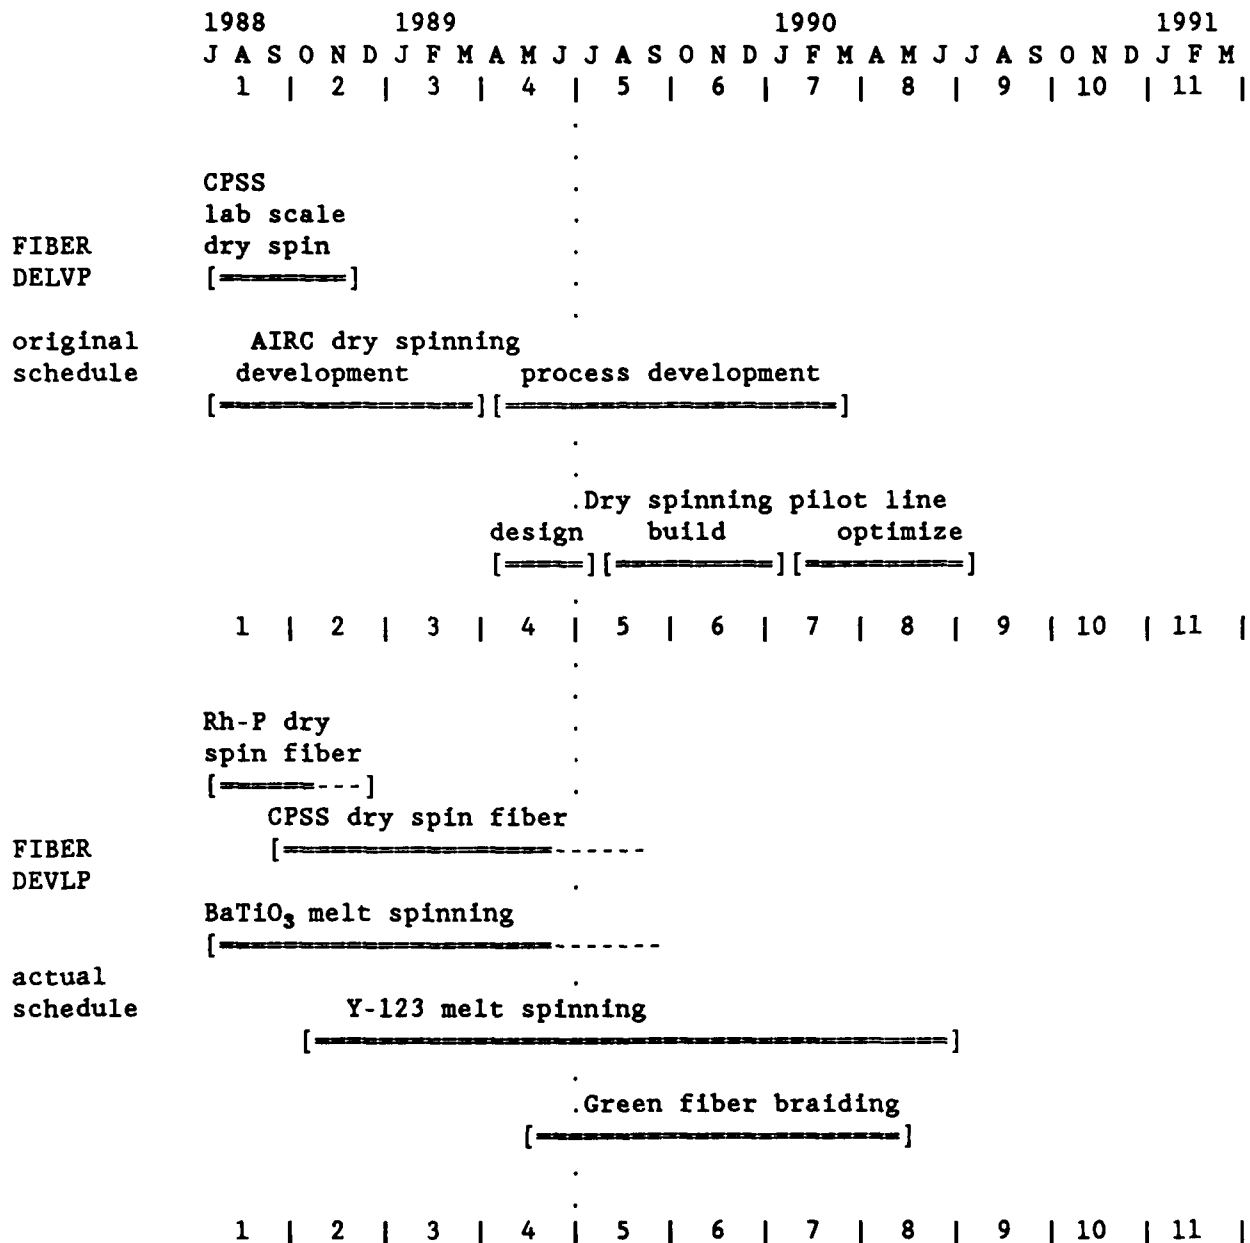 1988 1989 1990 1991
J A S O N D J F M A M J J A S O N D J F M A M J J A S O N D J F M
1 | 2 | 3 | 4 | 5 | 6 | 7 | 8 | 9 | 10 | 11 |
CPSS
lab scale
FIBER dry spin
DELVP [========]
original AIRC dry spinning
schedule development process development
[================][=====================]
.Dry spinning pilot line
design build optimize
[=====][==========][==========]
1 | 2 | 3 | 4 | 5 | 6 | 7 | 8 | 9 | 10 | 11 |
Rh-P dry
spin fiber
[======---]
CPSS dry spin fiber
FIBER [=================------
DEVLP
BaTiO₃ melt spinning
[=====================-------
actual
schedule Y-123 melt spinning
[========================================]
.Green fiber braiding
[=======================]
1 | 2 | 3 | 4 | 5 | 6 | 7 | 8 | 9 | 10 | 11 |